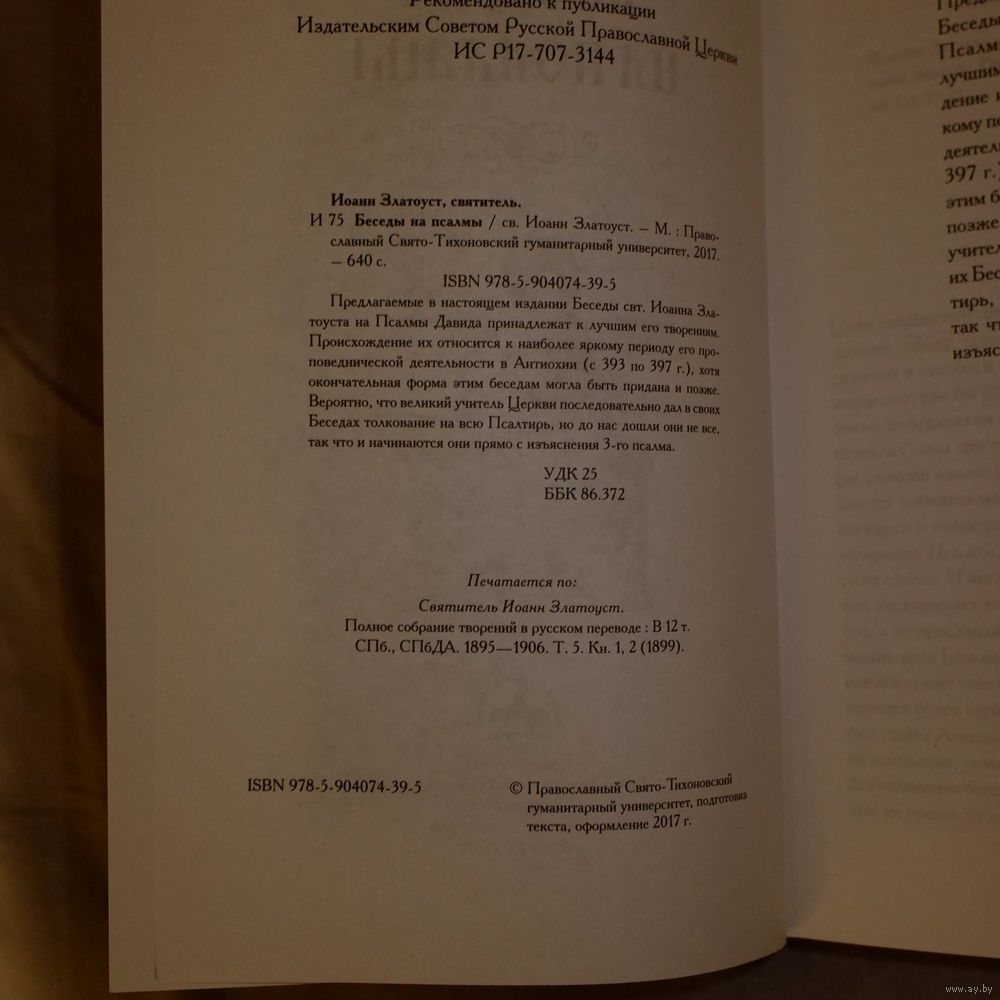 Рекомендовано к публикации
Издательским Советом Русской Православной Церкви
ИС Р17-707-3144
Иоанн Златоуст, святитель.
И 75 Беседы на псалмы / св. Иоанн Златоуст. – М. : Право-
славный Свято-Тихоновский гуманитарный университет, 2017.
– 640 с.
ISBN 978-5-904074-39-5
Предлагаемые в настоящем издании Беседы свт. Иоанна Зла-
тоуста на Псалмы Давида принадлежат к лучшим его творениям.
Происхождение их относится к наиболее яркому периоду его про-
поведнической деятельности в Антиохии (с 393 по 397 г.), хотя
окончательная форма этим беседам могла быть придана и позже.
Вероятно, что великий учитель Церкви последовательно дал в своих
Беседах толкование на всю Псалтирь, но до нас дошли они не все,
так что и начинаются они прямо с изъяснения 3-го псалма.
УДК 25
ББК 86.372
Печатается по:
Святитель Иоанн Златоуст.
Полное собрание творений в русском переводе : В 12 т.
СПб., СПбДА. 1895—1906. Т. 5. Кн. 1, 2 (1899).
ISBN 978-5-904074-39-5
© Православный Свято-Тихоновский
гуманитарный университет, подготовка
текста, оформление 2017 г.
Беседы
Псалм
лучшим
дение и
кому пе
деятел
397 г.)
этим б
позже
учител
их Бес
тирь,
так чт
изъяс
www.ay.by